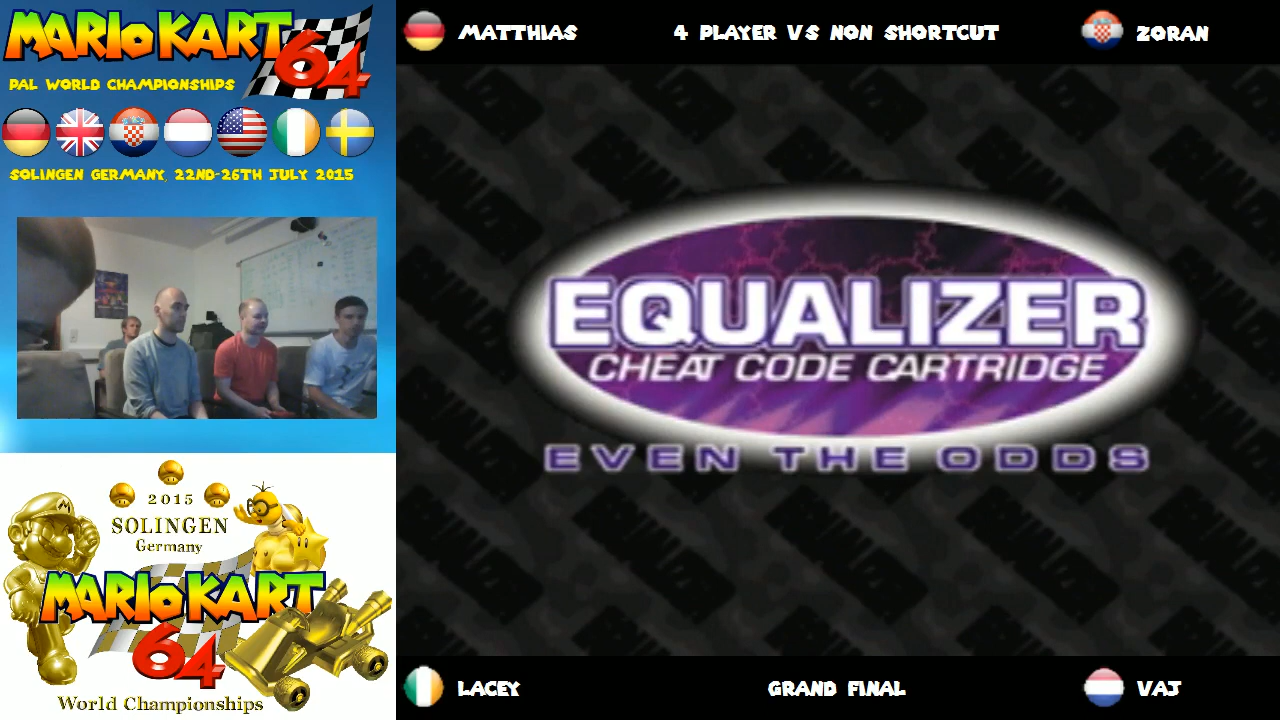 MARIO KART 64
PAL WORLD CHAMPIONSHIPS
SOLINGEN GERMANY, 22ND-26TH JULY 2015
2015
SOLINGEN
Germany
MARIO KART
64
World Championships
MATTHIAS
4 PLAYER VS NON SHORTCUT
ZORAN
EQUALIZER
CHEAT CODE CARTRIDGE
EVEN THE ODDS
LACEY
GRAND FINAL
VAJ